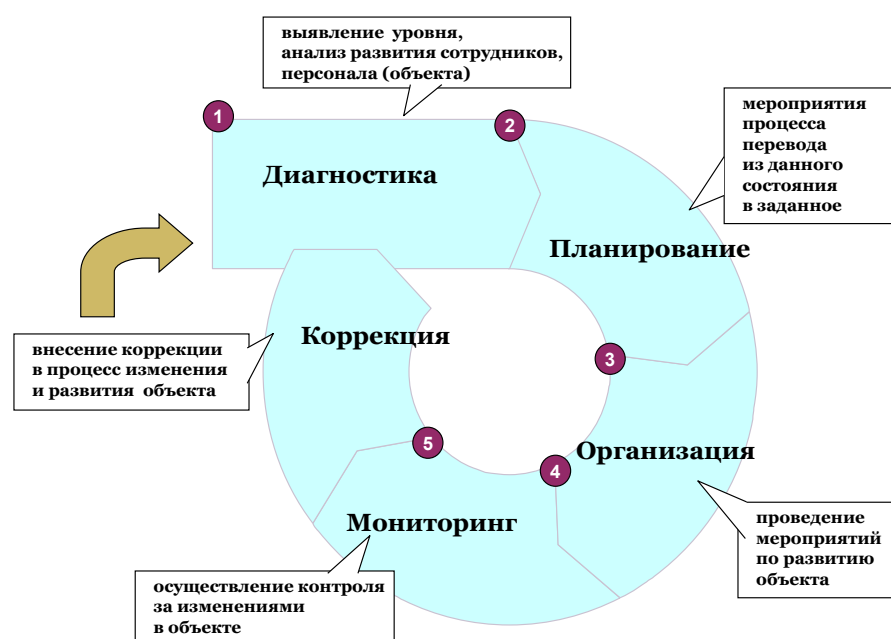 выявление уровня,
анализ развития сотрудников,
персонала (объекта)
1
2
Диагностика
мероприятия
процесса
перевода
из данного
состояния
в заданное
Планирование
Коррекция
внесение коррекции
в процесс изменения
и развития объекта
3
5
4
Организация
Мониторинг
проведение
мероприятий
по развитию
объекта
осуществление контроля
за изменениями
в объекте